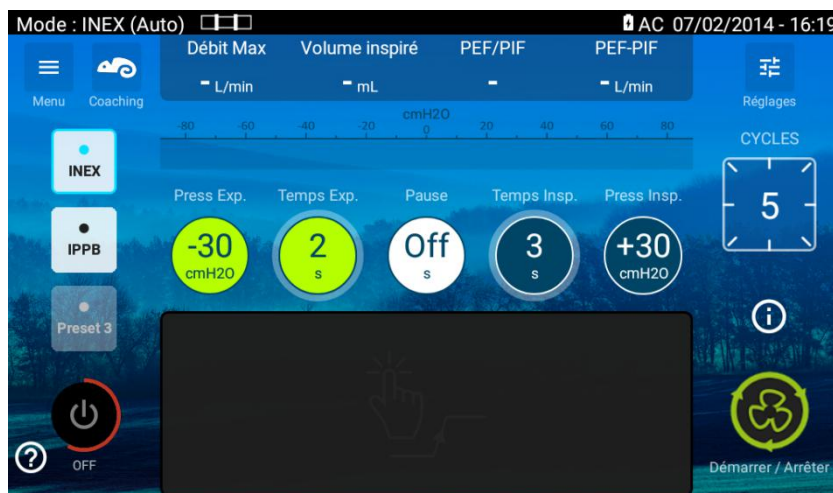 Mode : INEX (Auto) AC 07/02/2014 - 16:19
Débit Max Volume inspiré PEF/PIF PEF-PIF
- L/min - mL - - L/min
Menu Coaching Réglages
cmH2O
-80 -60 -40 -20 0 20 40 60 80
CYCLES
5
INEX
IPPB
Preset 3
Press Exp. Temps Exp. Pause Temps Insp. Press Insp.
-30 2 Off 3 +30
cmH2O s s s cmH2O
i
?
OFF
Démarrer / Arrêter